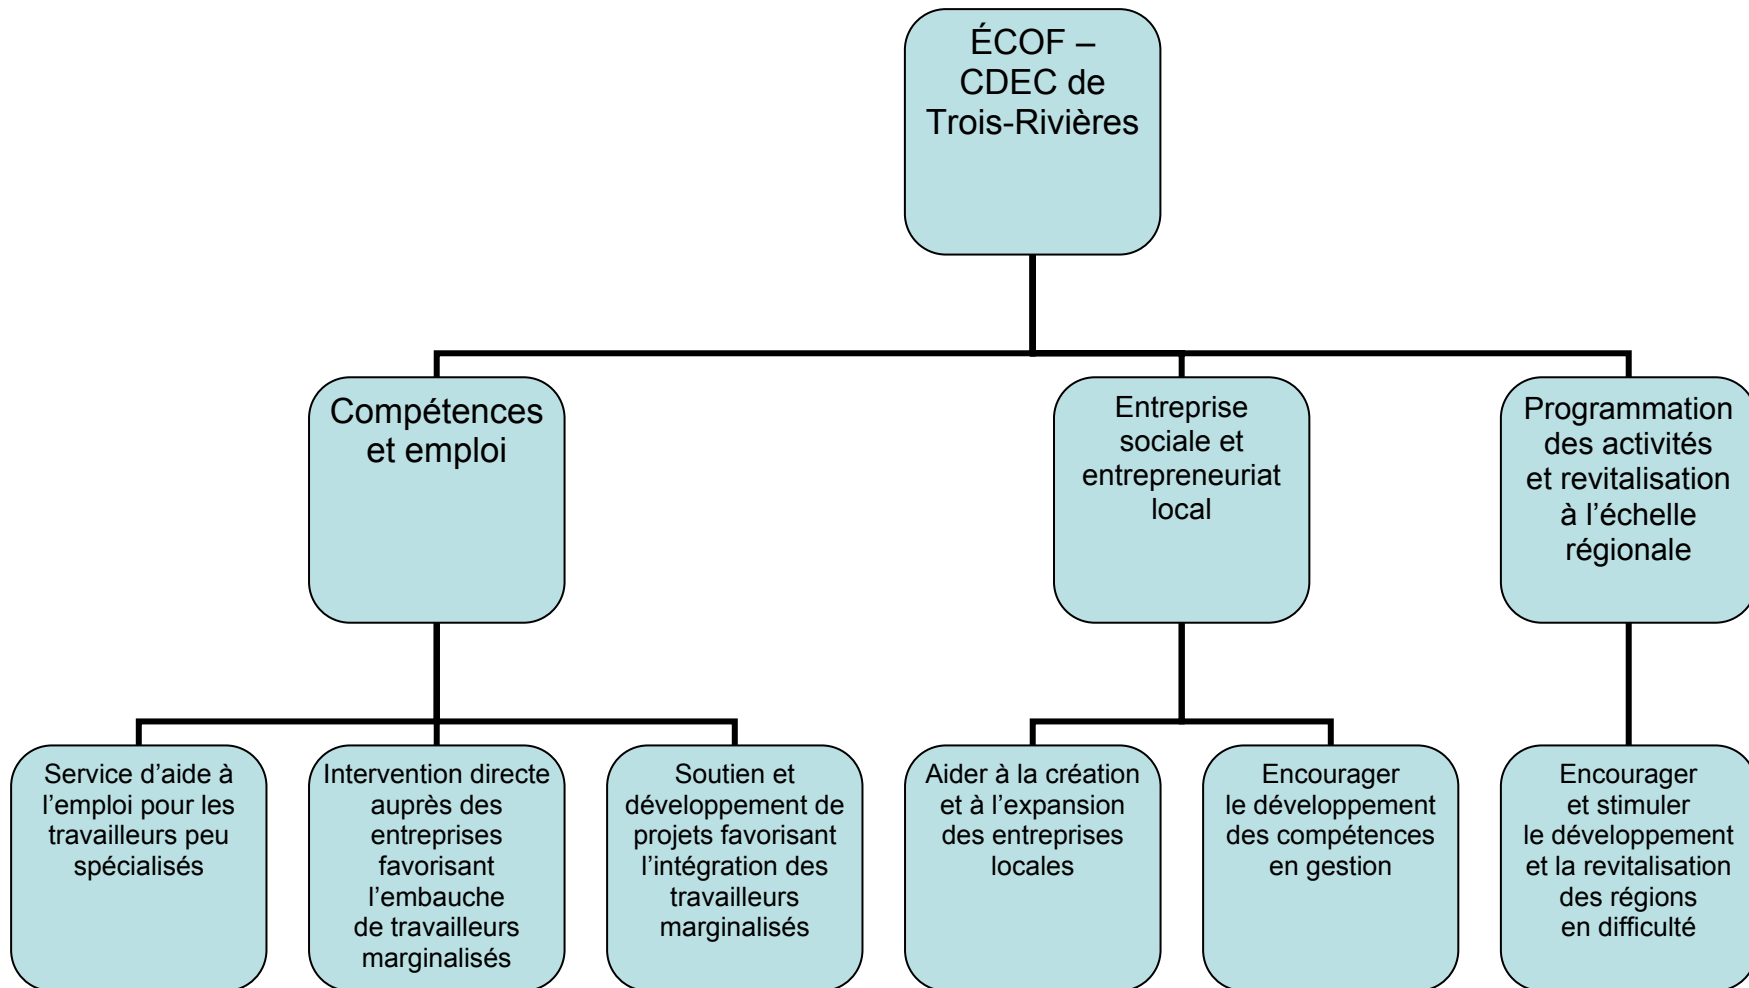 ÉCOF –
CDEC de
Trois-Rivières
Compétences
et emploi
Entreprise
sociale et
entrepreneuriat
local
Programmation
des activités
et revitalisation
à l’échelle
régionale
Service d’aide à
l’emploi pour les
travailleurs peu
spécialisés
Intervention directe
auprès des
entreprises
favorisant
l’embauche
de travailleurs
marginalisés
Soutien et
développement de
projets favorisant
l’intégration des
travailleurs
marginalisés
Aider à la création
et à l’expansion
des entreprises
locales
Encourager
le développement
des compétences
en gestion
Encourager
et stimuler
le développement
et la revitalisation
des régions
en difficulté